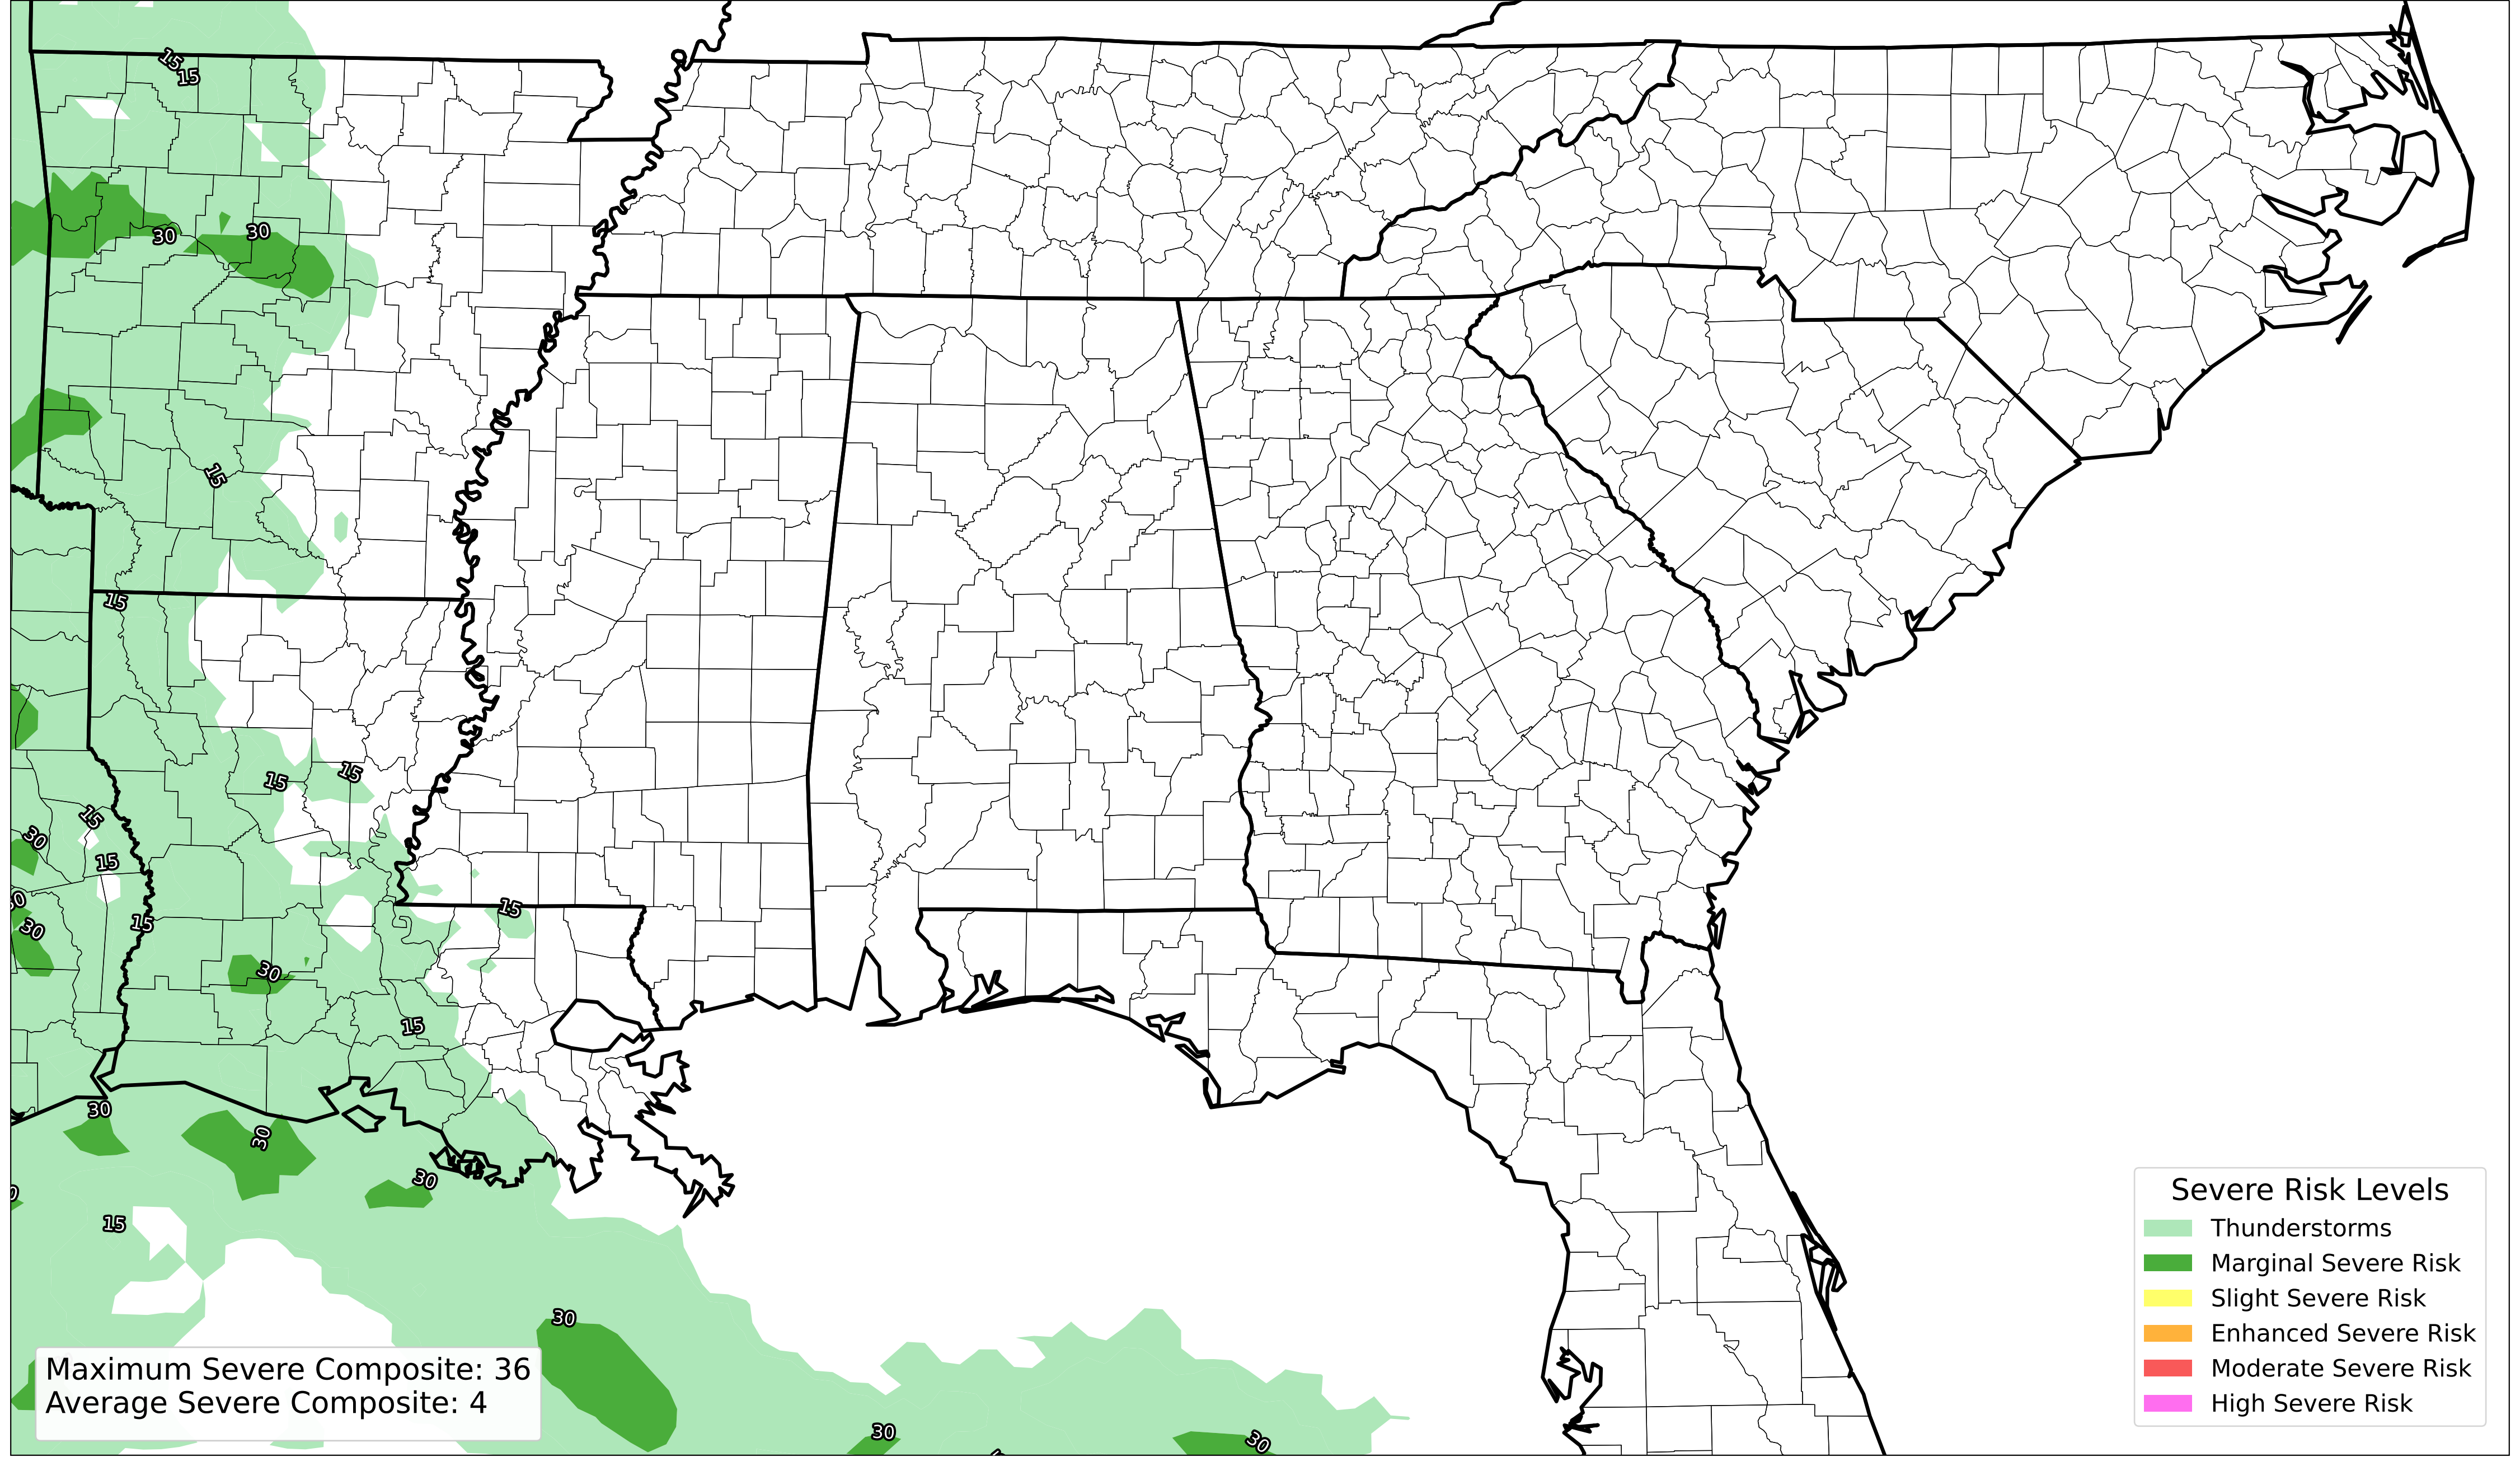 15
15
30
30
15
15
15
15
15
30
15
30
15
15
30
30
15
30
30
30
15
30
30
30
Maximum Severe Composite: 36
Average Severe Composite: 4
Severe Risk Levels
Thunderstorms
Marginal Severe Risk
Slight Severe Risk
Enhanced Severe Risk
Moderate Severe Risk
High Severe Risk